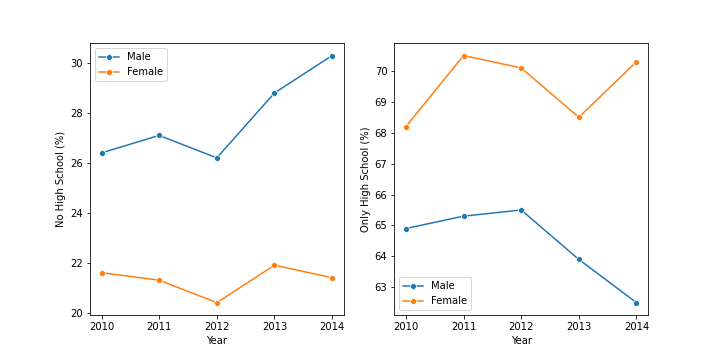 Male
Female
30
28
26
24
22
20
No High School (%)
2010 2011 2012 2013 2014
Year
Male
Female
70
69
68
67
66
65
64
63
Only High School (%)
2010 2011 2012 2013 2014
Year